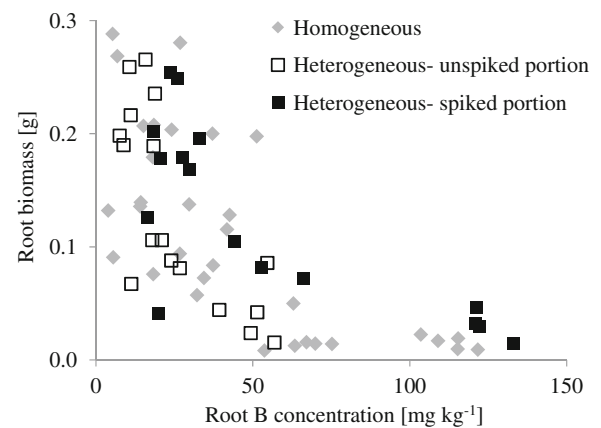 0.3
Homogeneous
Heterogeneous- unspiked portion
Heterogeneous- spiked portion
0.2
Root biomass [g]
0.1
0.0
0 50 100 150
Root B concentration [mg kg⁻¹]